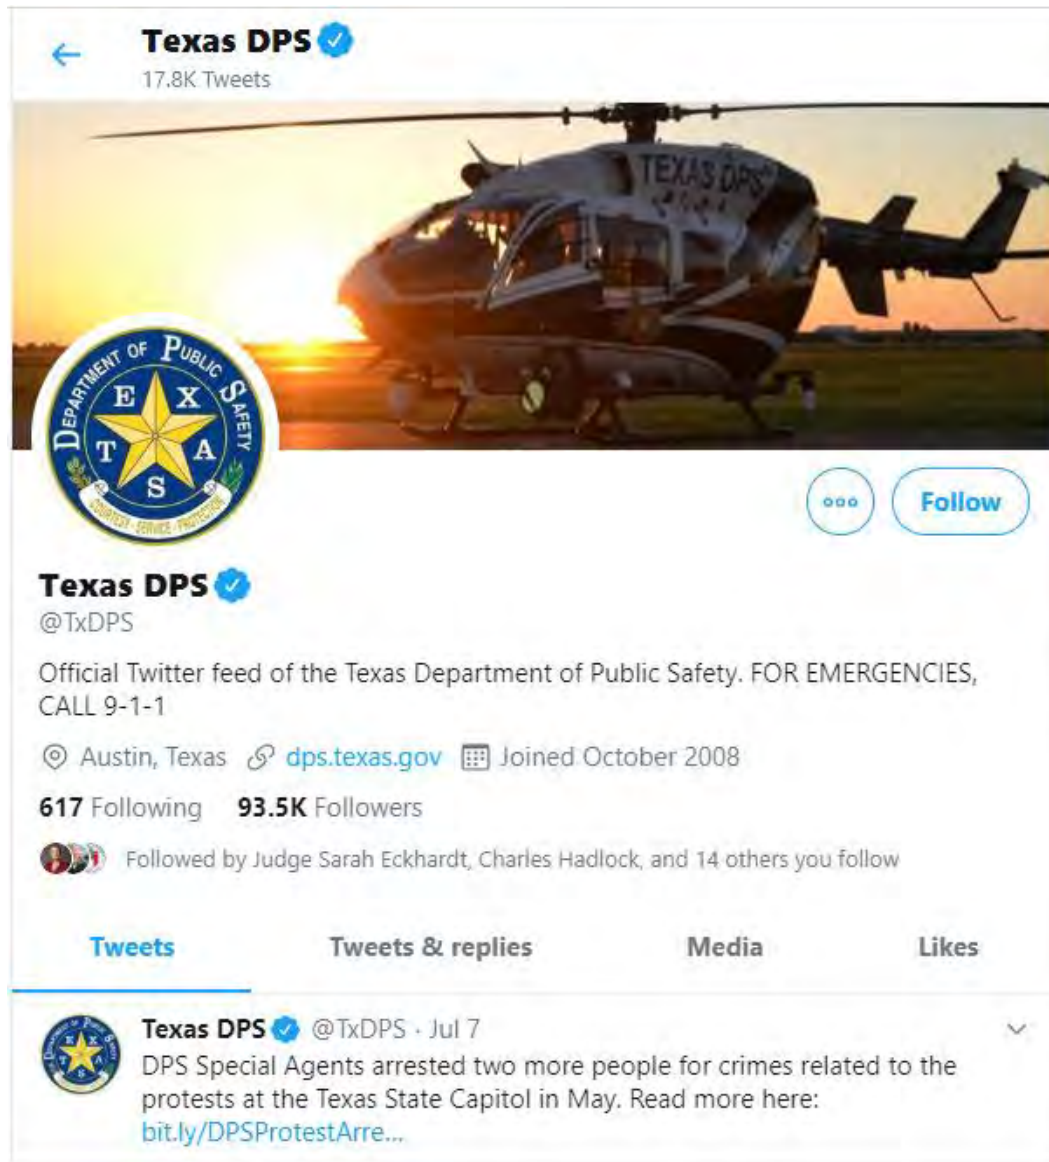 Texas DPS
17.8K Tweets
TEXAS DPS
DEPARTMENT OF PUBLIC SAFETY
E X
T A
S
COURTESY - SERVICE - PROTECTION
Follow
Texas DPS
@TxDPS
Official Twitter feed of the Texas Department of Public Safety. FOR EMERGENCIES,
CALL 9-1-1
Austin, Texas dps.texas.gov Joined October 2008
617 Following 93.5K Followers
Followed by Judge Sarah Eckhardt, Charles Hadlock, and 14 others you follow
Tweets Tweets & replies Media Likes
Texas DPS @TxDPS · Jul 7
DPS Special Agents arrested two more people for crimes related to the
protests at the Texas State Capitol in May. Read more here:
bit.ly/DPSProtestArre...